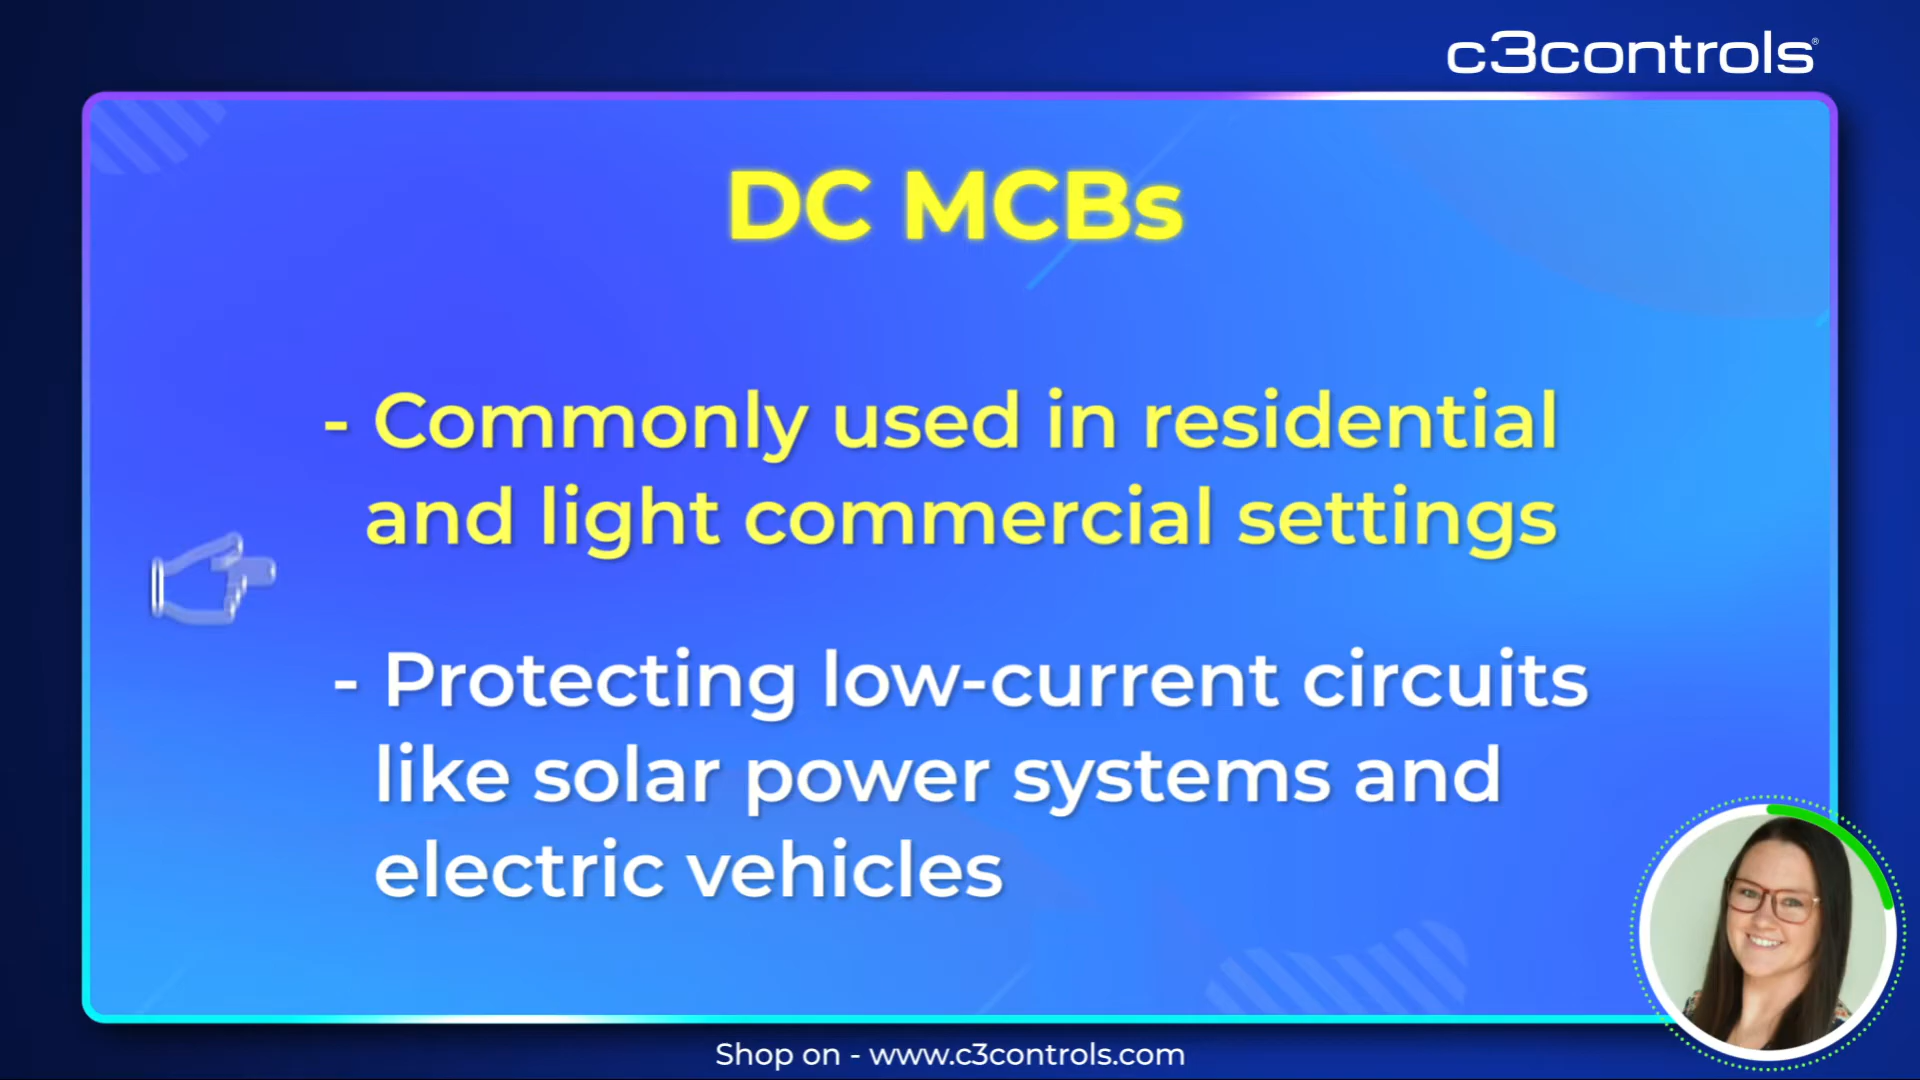 c3controls®
DC MCBs
- Commonly used in residential
and light commercial settings
- Protecting low-current circuits
like solar power systems and
electric vehicles
Shop on - www.c3controls.com